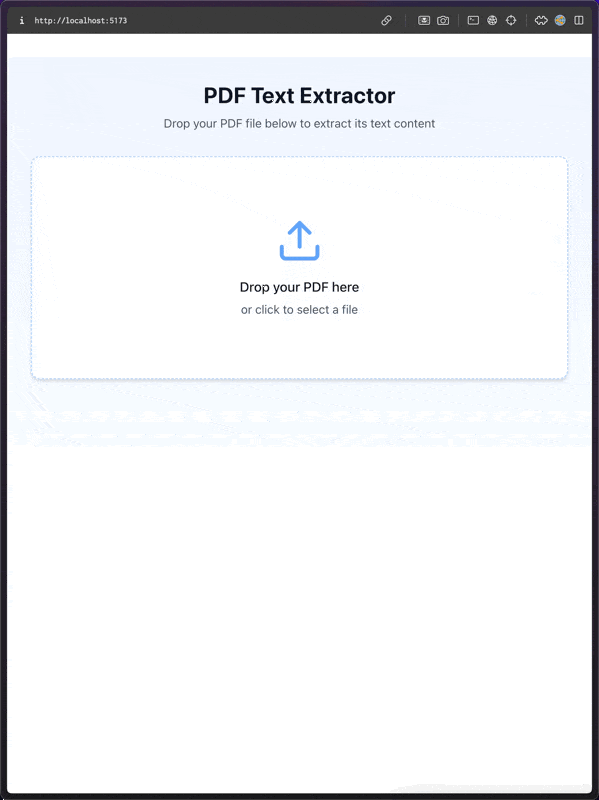 http://localhost:5173
PDF Text Extractor
Drop your PDF file below to extract its text content
Drop your PDF here
or click to select a file